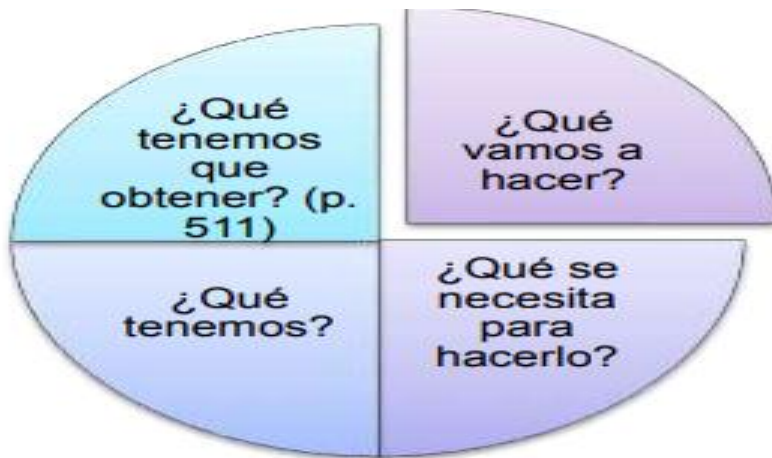 ¿Qué
tenemos
que
obtener? (p.
511)
¿Qué
vamos a
hacer?
¿Qué
tenemos?
¿Qué se
necesita
para
hacerlo?